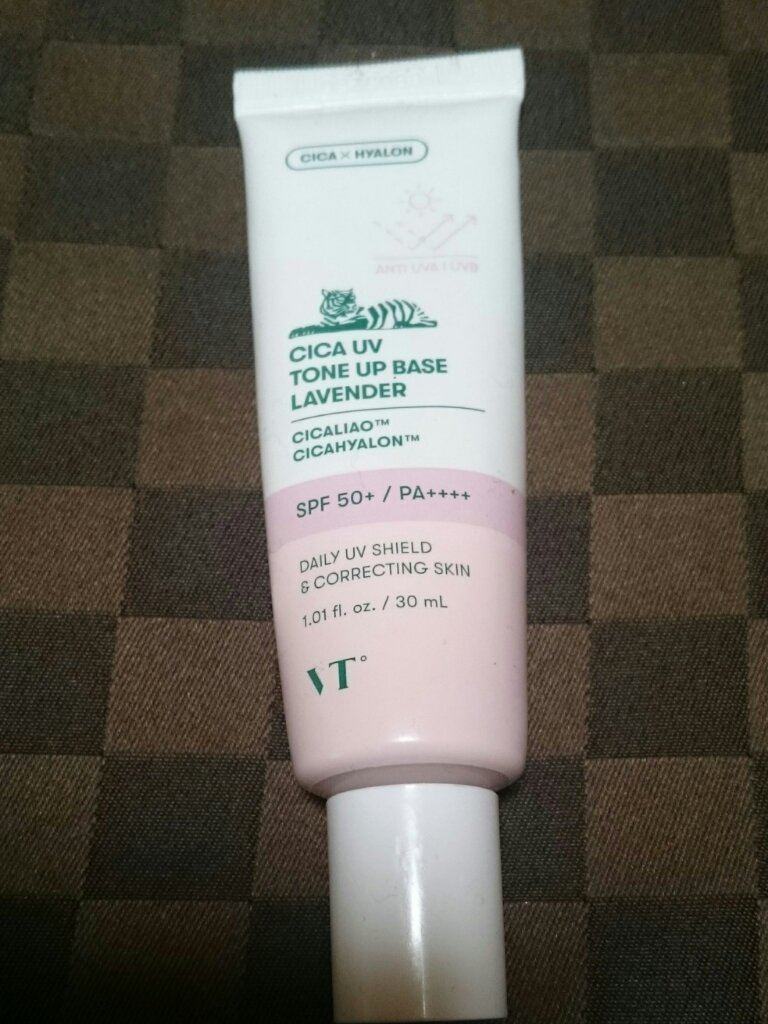 CICA × HYALON
ANTI UVA | UVB
CICA UV
TONE UP BASE
LAVENDER
CICALIAO™
CICAHYALON™
SPF 50+ / PA++++
DAILY UV SHIELD
& CORRECTING SKIN
1.01 fl. oz. / 30 mL
VT°